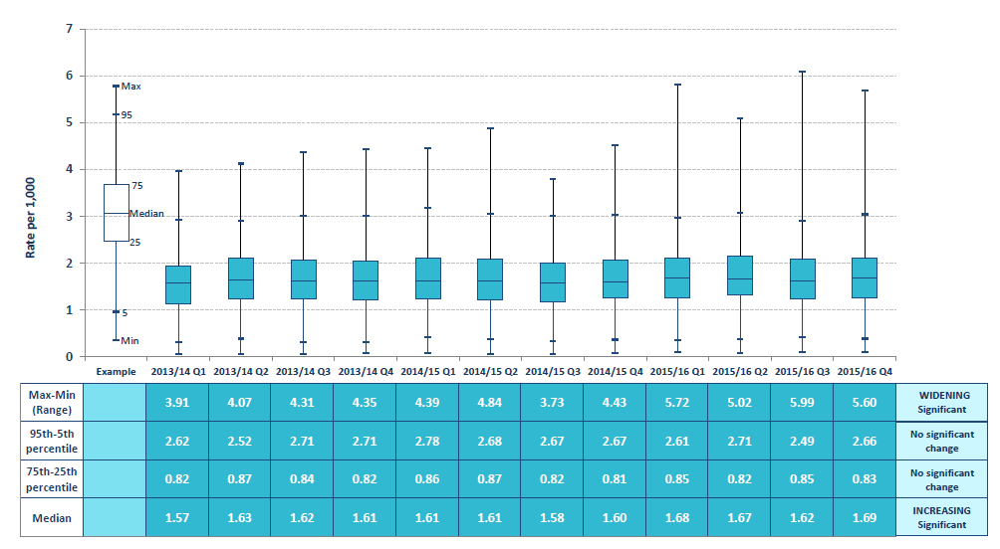 7
6
5
4
3
2
1
0
Rate per 1,000
Max
95
75
Median
25
5
Min
Example 2013/14 Q1 2013/14 Q2 2013/14 Q3 2013/14 Q4 2014/15 Q1 2014/15 Q2 2014/15 Q3 2014/15 Q4 2015/16 Q1 2015/16 Q2 2015/16 Q3 2015/16 Q4
Max-Min
(Range)
3.91 4.07 4.31 4.35 4.39 4.84 3.73 4.43 5.72 5.02 5.99 5.60
WIDENING
Significant
95th-5th
percentile
2.62 2.52 2.71 2.71 2.78 2.68 2.67 2.67 2.61 2.71 2.49 2.66
No significant
change
75th-25th
percentile
0.82 0.87 0.84 0.82 0.86 0.87 0.82 0.81 0.85 0.82 0.85 0.83
No significant
change
Median
1.57 1.63 1.62 1.61 1.61 1.61 1.58 1.60 1.68 1.67 1.62 1.69
INCREASING
Significant